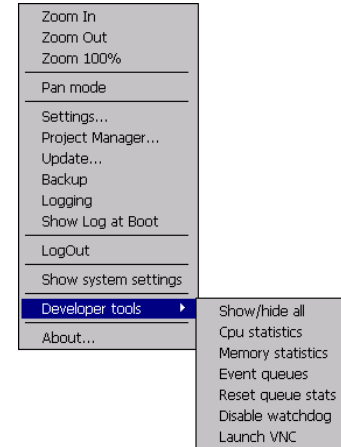 Zoom In
Zoom Out
Zoom 100%
Pan mode
Settings...
Project Manager...
Update...
Backup
Logging
Show Log at Boot
LogOut
Show system settings
Developer tools
About...
Show/hide all
Cpu statistics
Memory statistics
Event queues
Reset queue stats
Disable watchdog
Launch VNC